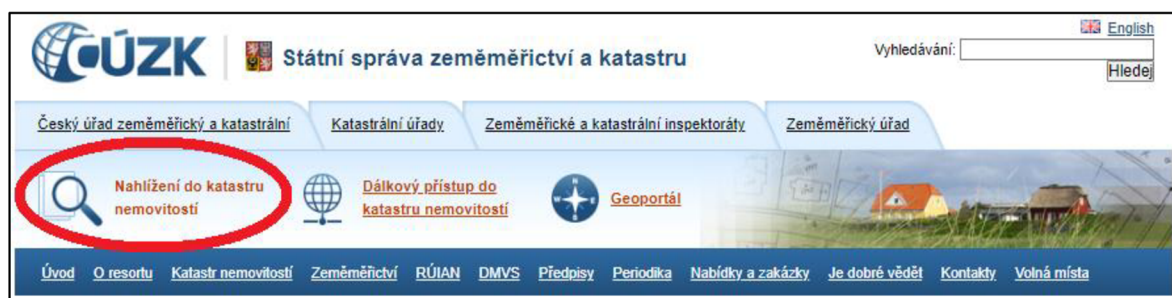 English
ČÚZK
Státní správa zeměměřictví a katastru
Vyhledávání:
Hledej
Český úřad zeměměřický a katastrální Katastrální úřady Zeměměřické a katastrální inspektoráty Zeměměřický úřad
Nahlížení do katastru
nemovitostí
Dálkový přístup do
katastru nemovitostí
Geoportál
Úvod O resortu Katastr nemovitostí Zeměměřictví RÚIAN DMVS Předpisy Periodika Nabídky a zakázky Je dobré vědět Kontakty Volná místa